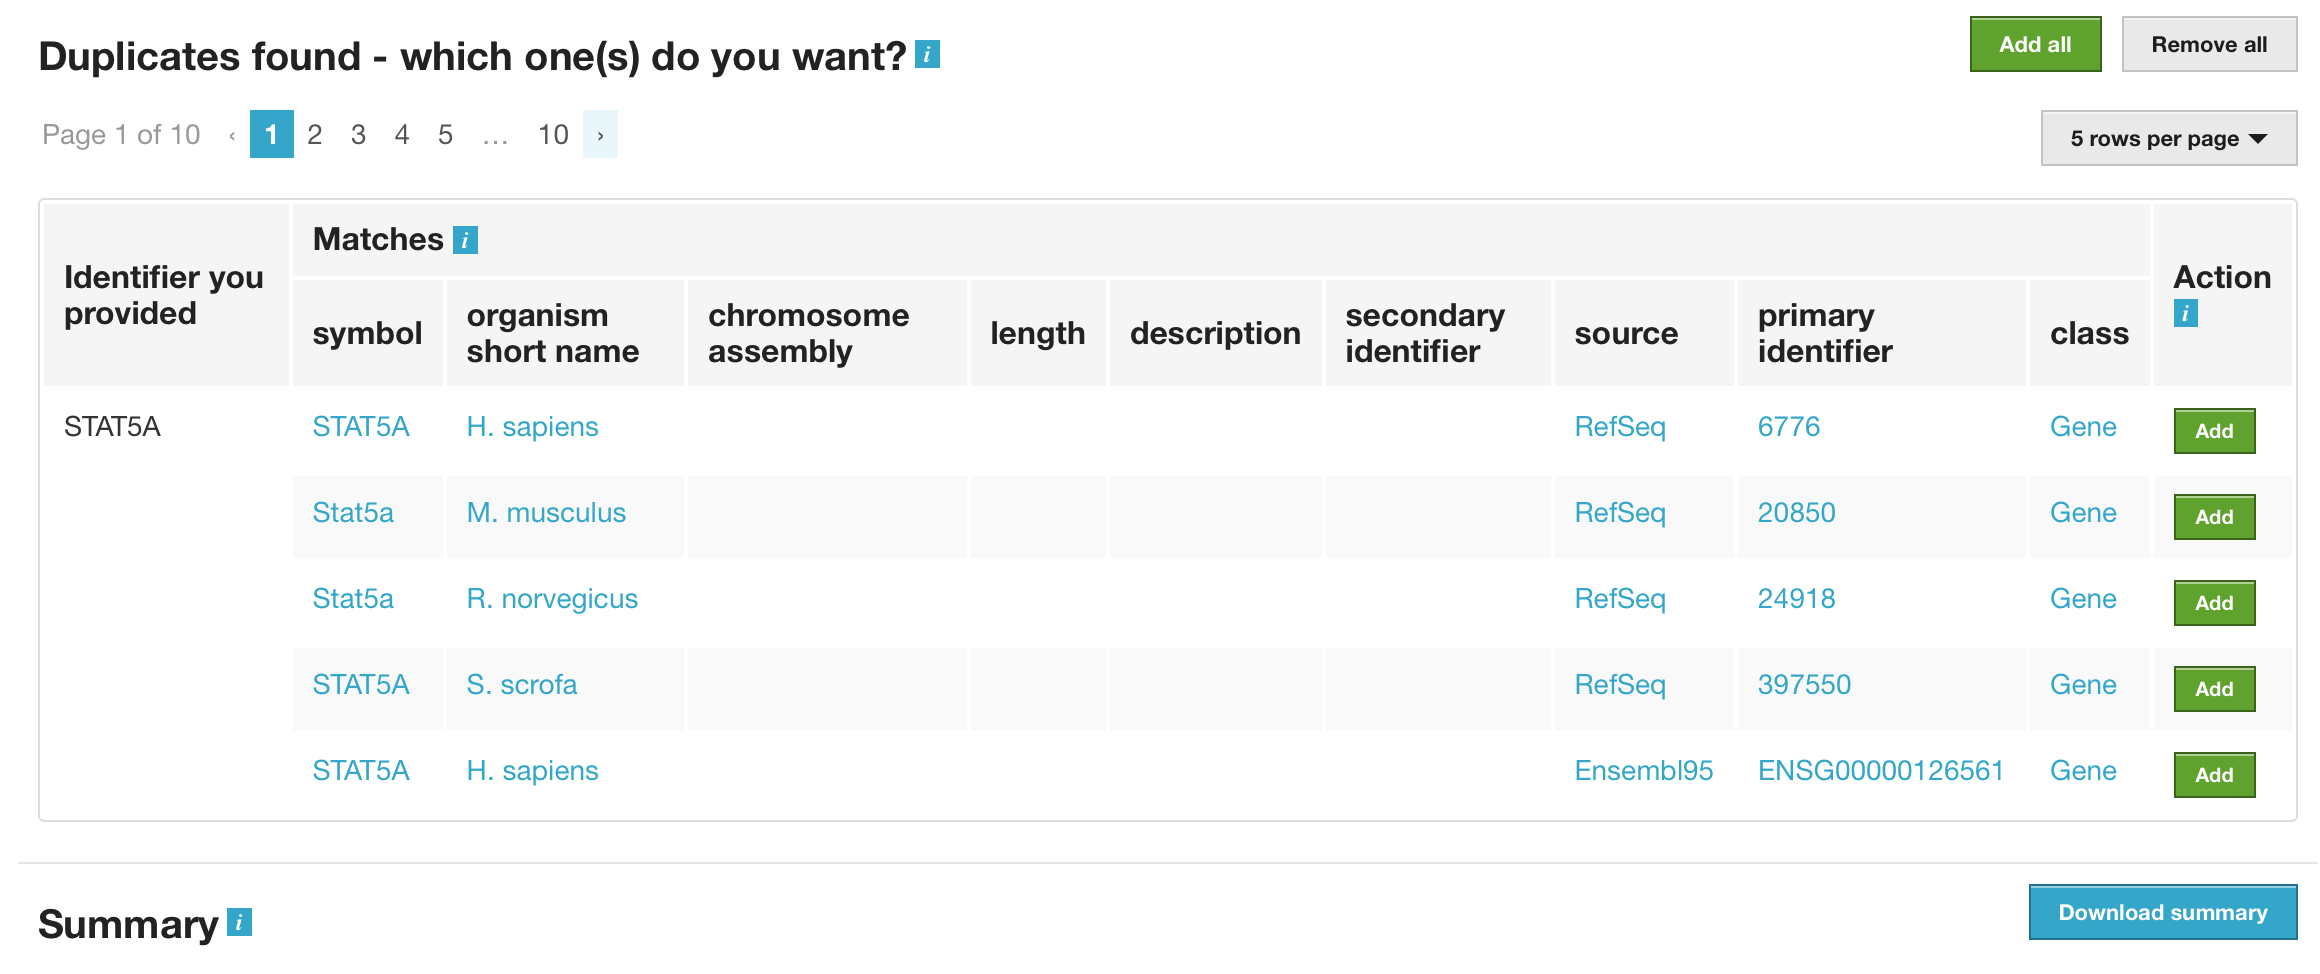 Duplicates found - which one(s) do you want? i
Add all
Remove all
Page 1 of 10 ‹ 1 2 3 4 5 ... 10 ›
5 rows per page
Identifier you provided
Matches i
Action i
symbol
organism short name
chromosome assembly
length
description
secondary identifier
source
primary identifier
class
STAT5A STAT5A H. sapiens RefSeq 6776 Gene Add
Stat5a M. musculus RefSeq 20850 Gene Add
Stat5a R. norvegicus RefSeq 24918 Gene Add
STAT5A S. scrofa RefSeq 397550 Gene Add
STAT5A H. sapiens Ensembl95 ENSG00000126561 Gene Add
Summary i
Download summary